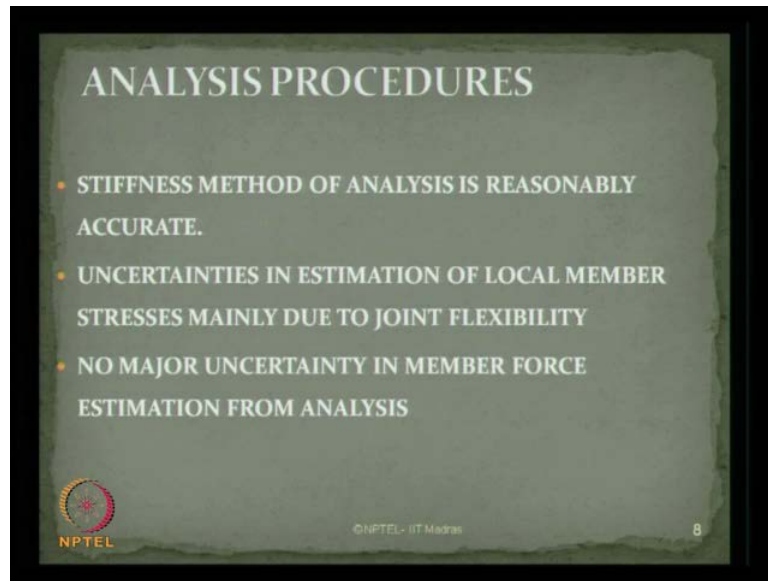 ANALYSIS PROCEDURES
• STIFFNESS METHOD OF ANALYSIS IS REASONABLY
ACCURATE.
• UNCERTAINTIES IN ESTIMATION OF LOCAL MEMBER
STRESSES MAINLY DUE TO JOINT FLEXIBILITY
• NO MAJOR UNCERTAINTY IN MEMBER FORCE
ESTIMATION FROM ANALYSIS
NPTEL
©NPTEL- IIT Madras
8